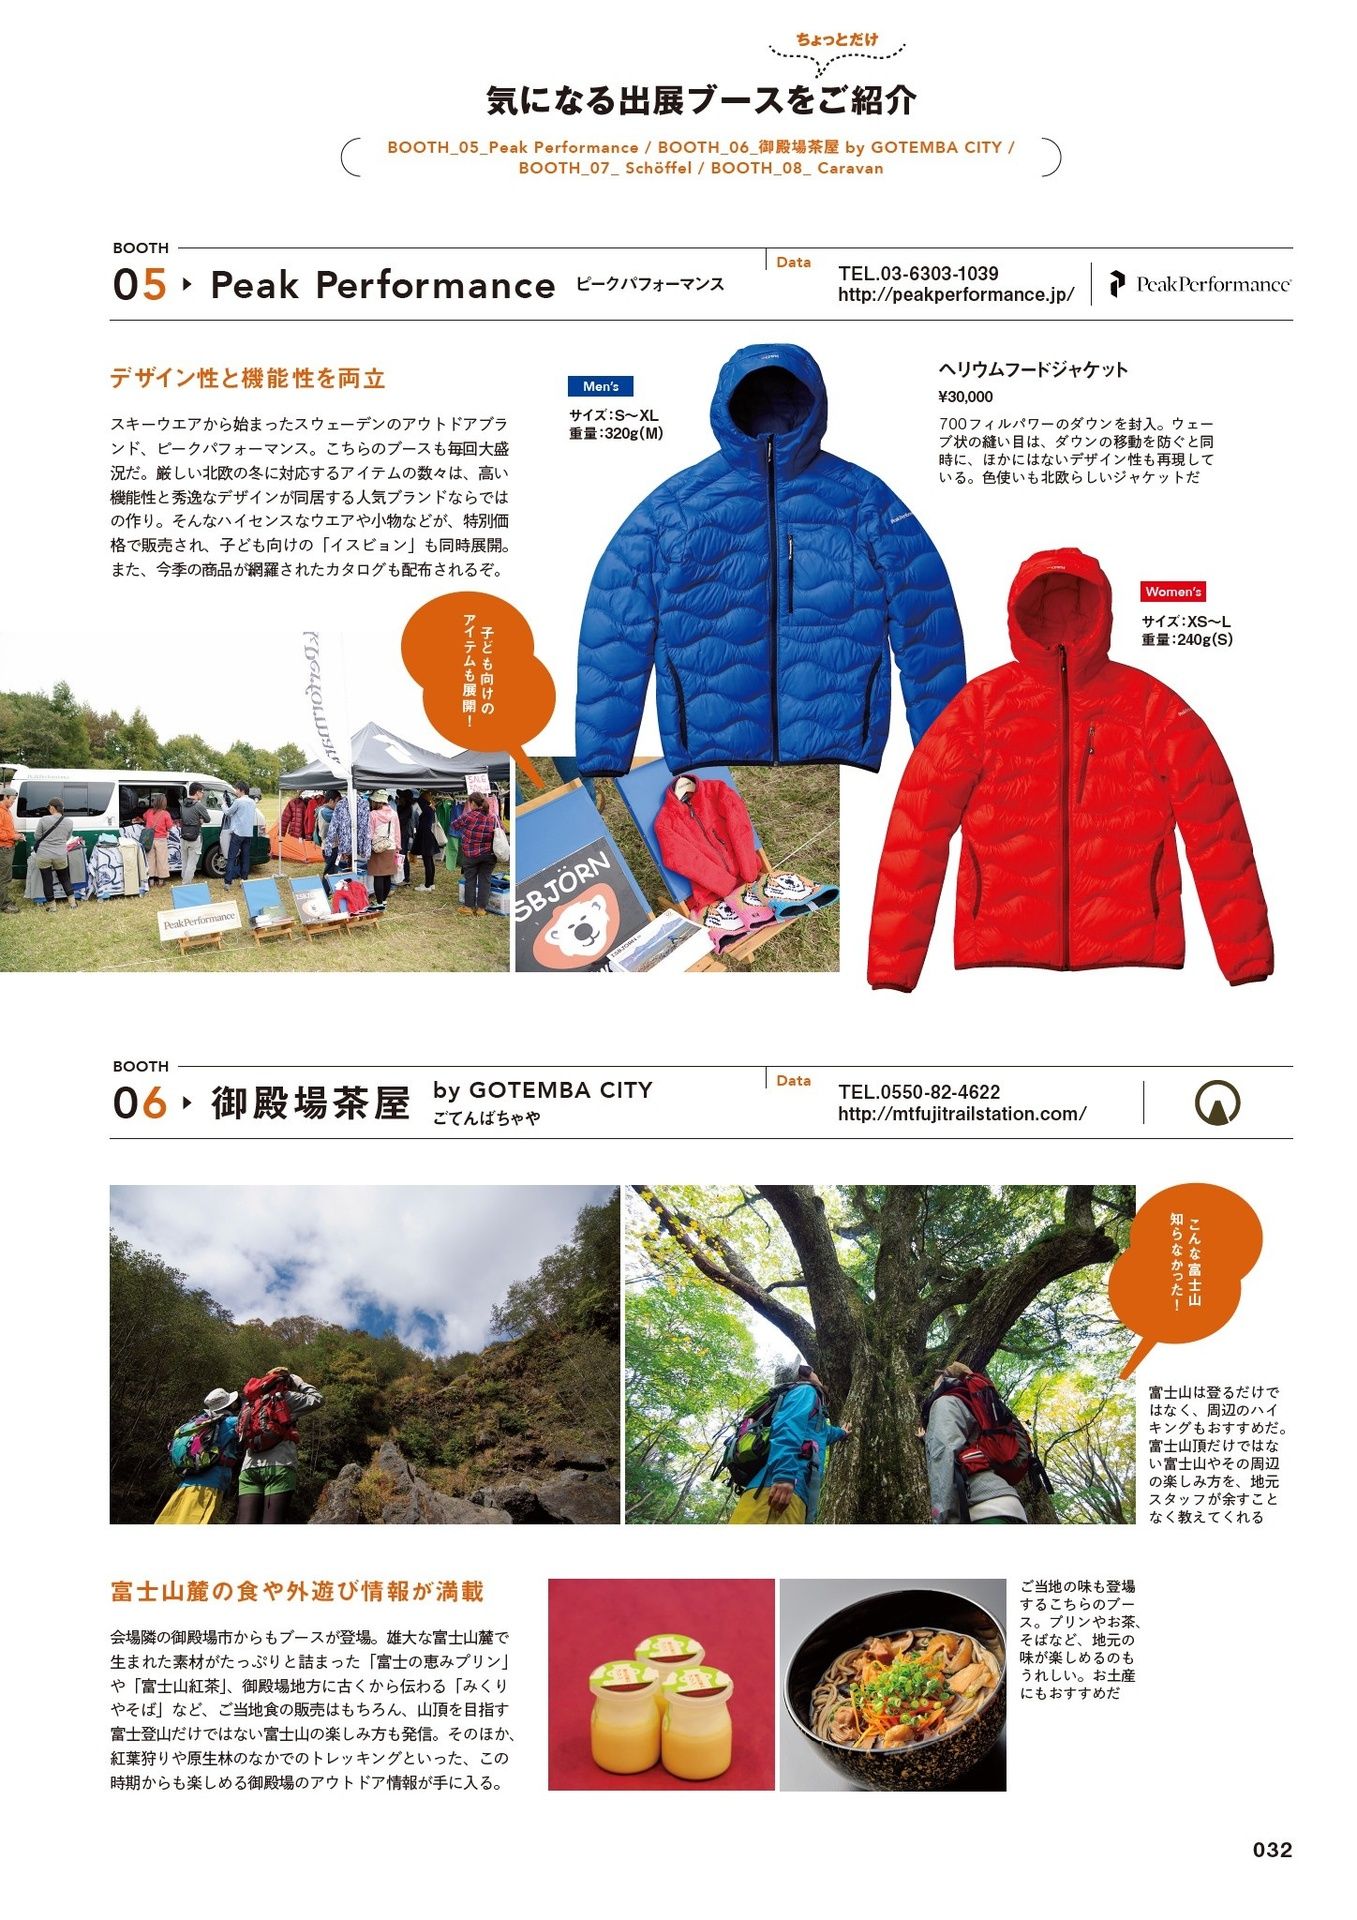 ちょっとだけ
気になる出展ブースをご紹介
BOOTH_05_Peak Performance / BOOTH_06_御殿場茶屋 by GOTEMBA CITY /
BOOTH_07_ Schöffel / BOOTH_08_ Caravan
BOOTH
05 Peak Performance ピークパフォーマンス
Data
TEL.03-6303-1039
http://peakperformance.jp/
PeakPerformance
デザイン性と機能性を両立
スキーウエアから始まったスウェーデンのアウトドアブラ
ンド、ピークパフォーマンス。こちらのブースも毎回大盛
況だ。厳しい北欧の冬に対応するアイテムの数々は、高い
機能性と秀逸なデザインが同居する人気ブランドならでは
の作り。そんなハイセンスなウエアや小物などが、特別価
格で販売され、子ども向けの「イスビョン」も同時展開。
また、今季の商品が網羅されたカタログも配布されるぞ。
Men's
サイズ:S〜XL
重量:320g(M)
ヘリウムフードジャケット
¥30,000
700フィルパワーのダウンを封入。ウェー
ブ状の縫い目は、ダウンの移動を防ぐと同
時に、ほかにはないデザイン性も再現して
いる。色使いも北欧らしいジャケットだ
Women's
サイズ:XS〜L
重量:240g(S)
子ども向けの
アイテムも展開!
SALE
PeakPerformance
SBJÖRN
BOOTH
06 御殿場茶屋 by GOTEMBA CITY
ごてんばちゃや
Data
TEL.0550-82-4622
http://mtfujitrailstation.com/
こんな富士山
知らなかった!
富士山は登るだけで
はなく、周辺のハイ
キングもおすすめだ。
富士山頂だけではな
い富士山やその周辺
の楽しみ方を、地元
スタッフが余すこと
なく教えてくれる
富士山麓の食や外遊び情報が満載
会場隣の御殿場市からもブースが登場。雄大な富士山麓で
生まれた素材がたっぷりと詰まった「富士の恵みプリン」
や「富士山紅茶」、御殿場地方に古くから伝わる「みくり
やそば」など、ご当地食の販売はもちろん、山頂を目指す
富士登山だけではない富士山の楽しみ方も発信。そのほか、
紅葉狩りや原生林のなかでのトレッキングといった、この
時期からも楽しめる御殿場のアウトドア情報が手に入る。
ご当地の味も登場
するこちらのブー
ス。プリンやお茶、
そばなど、地元の
味が楽しめるのも
うれしい。お土産
にもおすすめだ
032